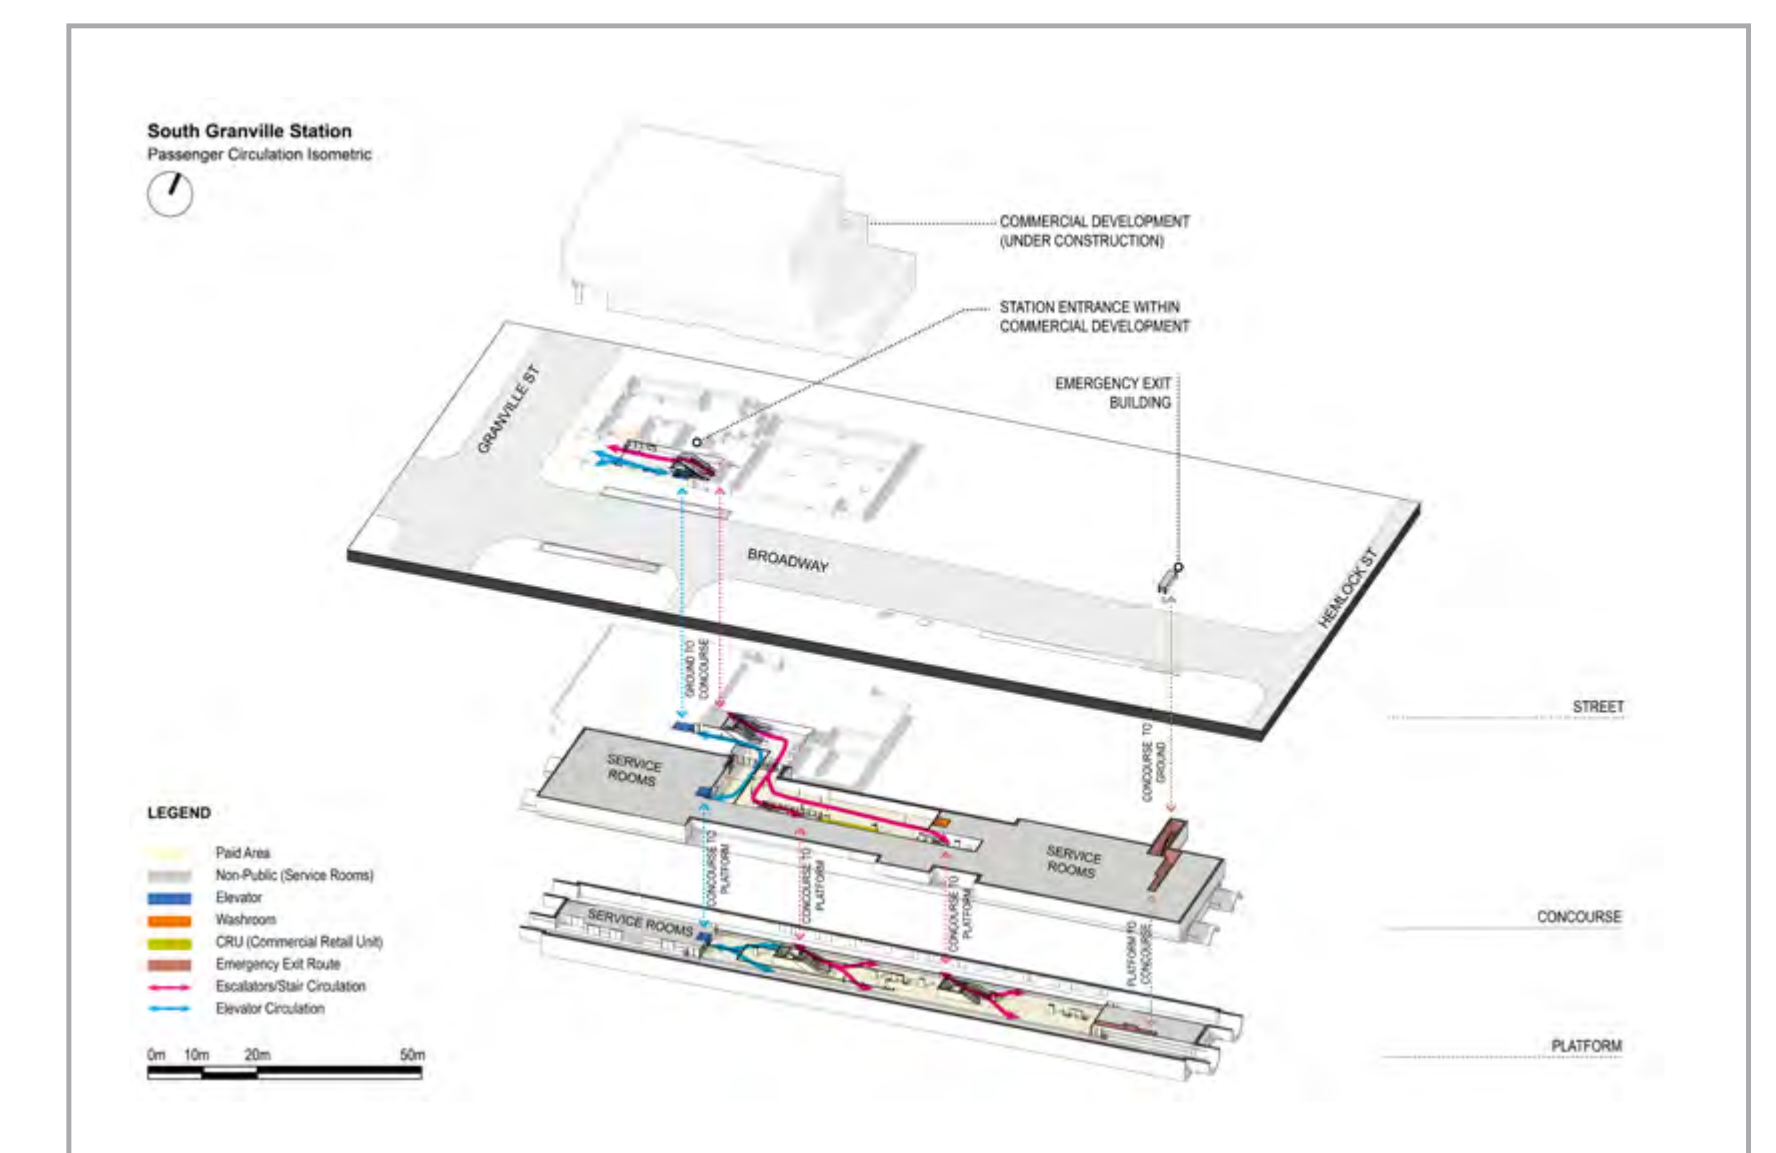 South Granville Station
Passenger Circulation Isometric
COMMERCIAL DEVELOPMENT
(UNDER CONSTRUCTION)
STATION ENTRANCE WITHIN
COMMERCIAL DEVELOPMENT
EMERGENCY EXIT
BUILDING
GRANVILLE ST
BROADWAY
HEMLOCK ST
GROUND TO
CONCOURSE
STREET
CONCOURSE TO
GROUND
SERVICE
ROOMS
SERVICE
ROOMS
CONCOURSE TO
PLATFORM
CONCOURSE TO
PLATFORM
CONCOURSE TO
PLATFORM
PLATFORM TO
CONCOURSE
CONCOURSE
SERVICE ROOMS
PLATFORM
LEGEND
Paid Area
Non-Public (Service Rooms)
Elevator
Washroom
CRU (Commercial Retail Unit)
Emergency Exit Route
Escalators/Stair Circulation
Elevator Circulation
0m 10m 20m 50m